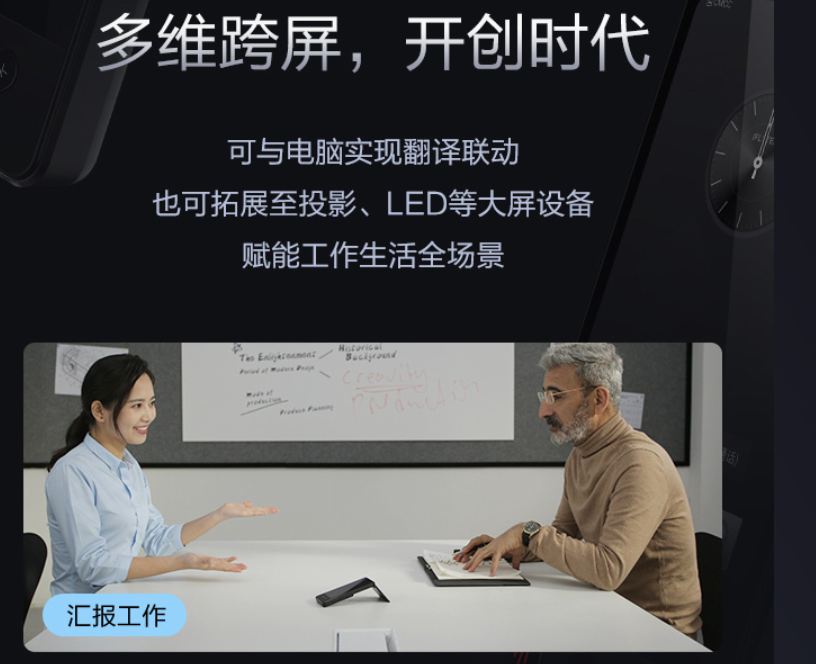 多维跨屏，开创时代
可与电脑实现翻译联动
也可拓展至投影、LED等大屏设备
赋能工作生活全场景
The Enlightenment
Historical
Background
Period of Modern Design
Mode of
production
Produce Planning
creavity
汇报工作